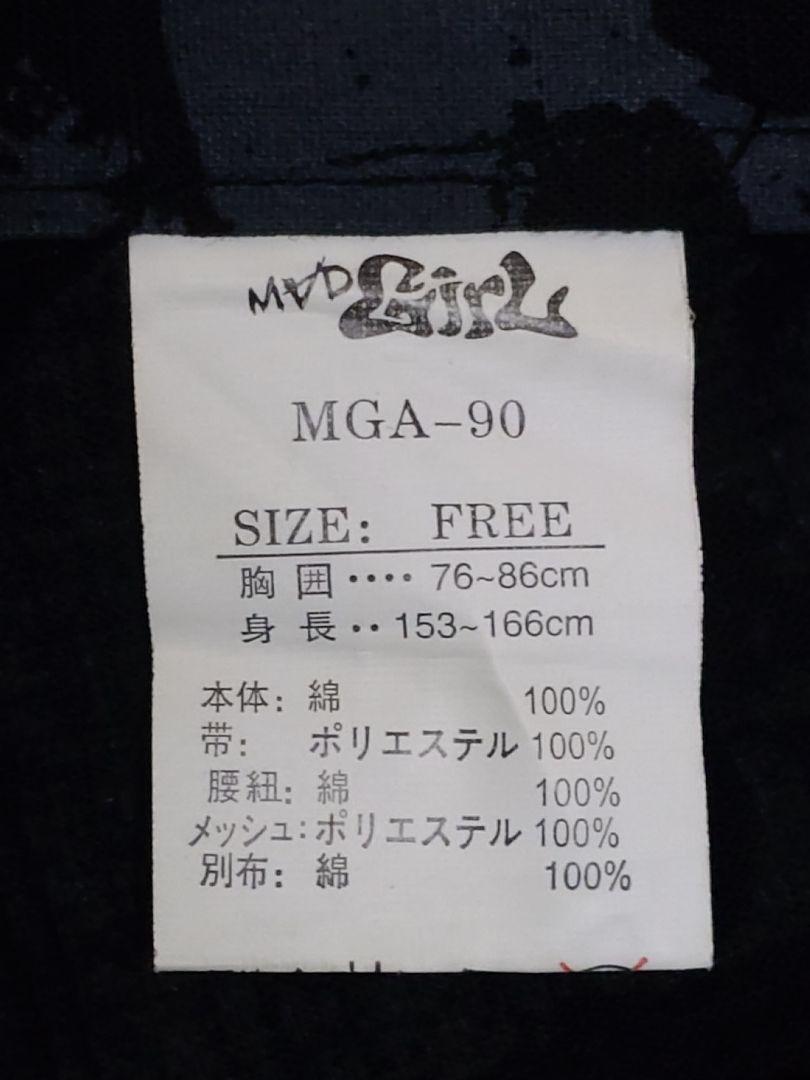 MAD GirL
MGA-90
SIZE: FREE
胸囲‥‥ 76~86cm
身長‥ 153~166cm
本体: 綿 100%
帯: ポリエステル 100%
腰紐: 綿 100%
メッシュ: ポリエステル 100%
別布: 綿 100%